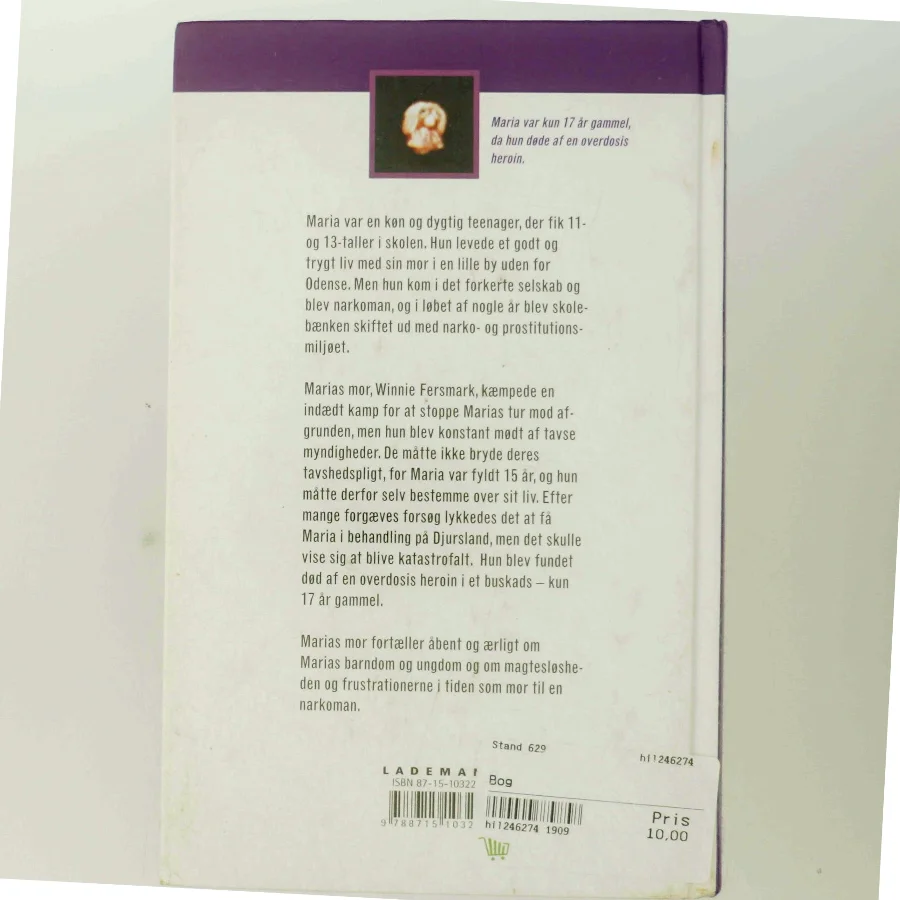 Maria var kun 17 år gammel,
da hun døde af en overdosis
heroin.
Maria var en køn og dygtig teenager, der fik 11-
og 13-taller i skolen. Hun levede et godt og
trygt liv med sin mor i en lille by uden for
Odense. Men hun kom i det forkerte selskab og
blev narkoman, og i løbet af nogle år blev skole-
bænken skiftet ud med narko- og prostitutions-
miljøet.
Marias mor, Winnie Fersmark, kæmpede en
indædt kamp for at stoppe Marias tur mod af-
grunden, men hun blev konstant mødt af tavse
myndigheder. De måtte ikke bryde deres
tavshedspligt, for Maria var fyldt 15 år, og hun
måtte derfor selv bestemme over sit liv. Efter
mange forgæves forsøg lykkedes det at få
Maria i behandling på Djursland, men det skulle
vise sig at blive katastrofalt. Hun blev fundet
død af en overdosis heroin i et buskads – kun
17 år gammel.
Marias mor fortæller åbent og ærligt om
Marias barndom og ungdom og om magtesløshe-
den og frustrationerne i tiden som mor til en
narkoman.
Stand 629
hl1246274
LADEMA
ISBN 87-15-10322
Bog
9 788715 1032
hl1246274 1909
Pris
10,00